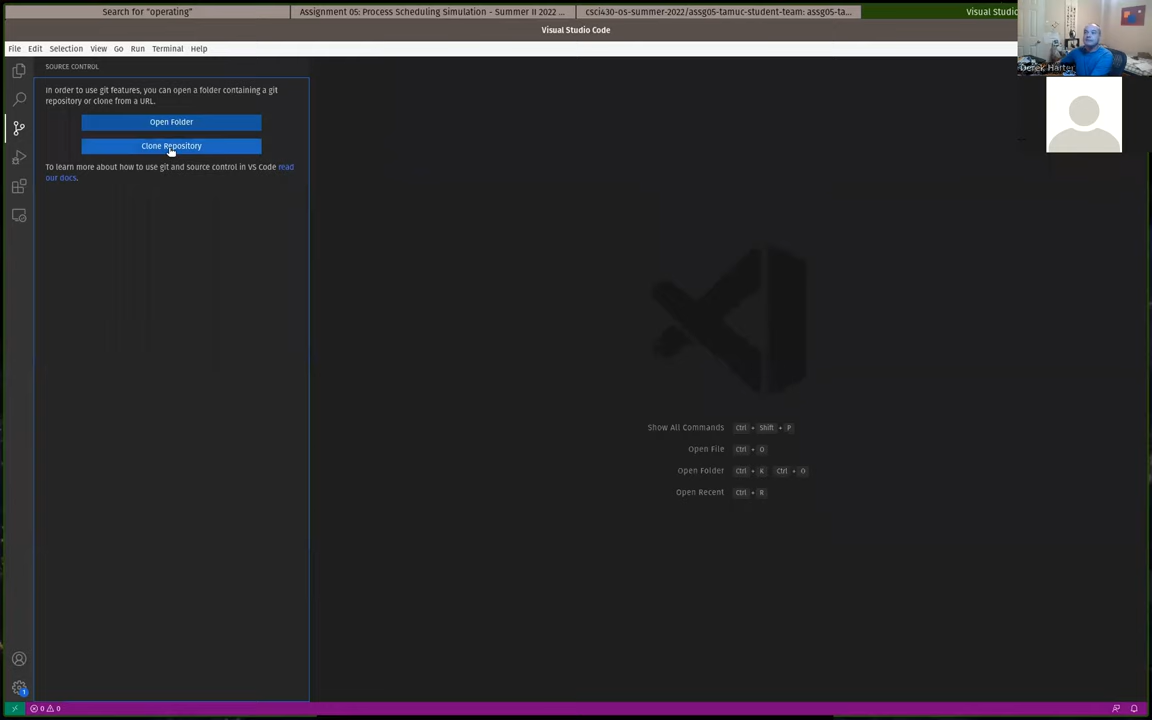 Search for "operating"
Assignment 05: Process Scheduling Simulation - Summer II 2022 ...
csci430-os-summer-2022/assg05-tamuc-student-team: assg05-ta...
Visual Studio
Visual Studio Code
File Edit Selection View Go Run Terminal Help
Derek Harter
SOURCE CONTROL
In order to use git features, you can open a folder containing a git
repository or clone from a URL.
Open Folder
Clone Repository
To learn more about how to use git and source control in VS Code read
our docs.
Show All Commands Ctrl + Shift + P
Open File Ctrl + O
Open Folder Ctrl + K Ctrl + O
Open Recent Ctrl + R
1
0 0